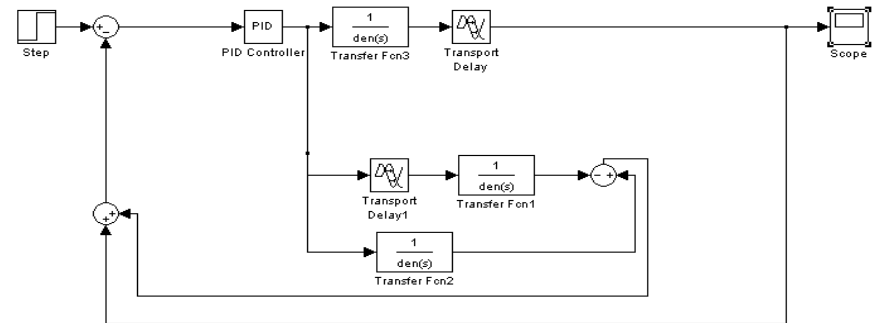 Step
PID
PID Controller
1
den(s)
Transfer Fcn3
Transport
Delay
Scope
Transport
Delay1
1
den(s)
Transfer Fcn1
1
den(s)
Transfer Fcn2